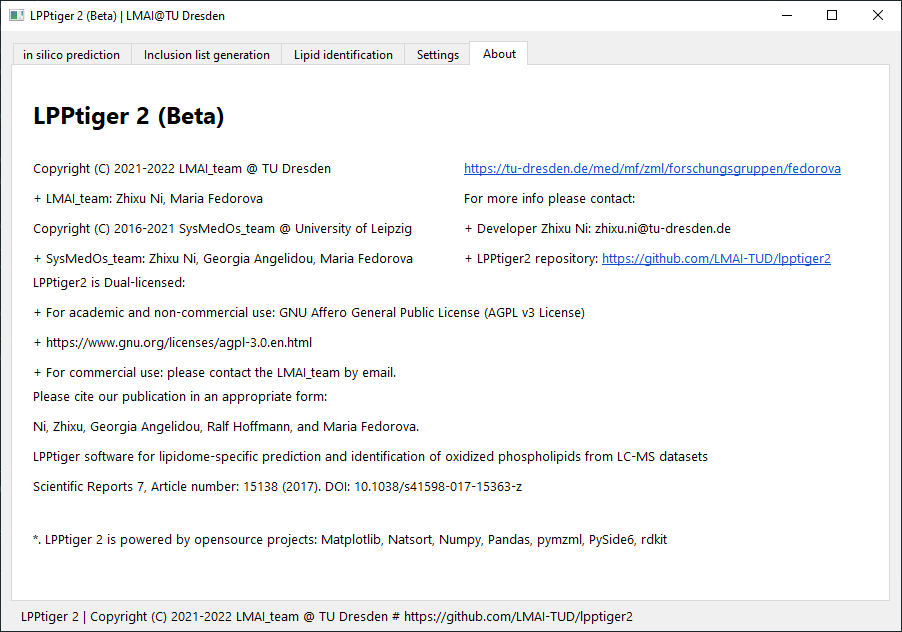 LPPtiger 2 (Beta) | LMAI@TU Dresden
in silico prediction
Inclusion list generation
Lipid identification
Settings
About
LPPtiger 2 (Beta)
Copyright (C) 2021-2022 LMAI_team @ TU Dresden
+ LMAI_team: Zhixu Ni, Maria Fedorova
Copyright (C) 2016-2021 SysMedOs_team @ University of Leipzig
+ SysMedOs_team: Zhixu Ni, Georgia Angelidou, Maria Fedorova
https://tu-dresden.de/med/mf/zml/forschungsgruppen/fedorova
For more info please contact:
+ Developer Zhixu Ni: zhixu.ni@tu-dresden.de
+ LPPtiger2 repository: https://github.com/LMAI-TUD/lpptiger2
LPPtiger2 is Dual-licensed:
+ For academic and non-commercial use: GNU Affero General Public License (AGPL v3 License)
+ https://www.gnu.org/licenses/agpl-3.0.en.html
+ For commercial use: please contact the LMAI_team by email.
Please cite our publication in an appropriate form:
Ni, Zhixu, Georgia Angelidou, Ralf Hoffmann, and Maria Fedorova.
LPPtiger software for lipidome-specific prediction and identification of oxidized phospholipids from LC-MS datasets
Scientific Reports 7, Article number: 15138 (2017). DOI: 10.1038/s41598-017-15363-z
*. LPPtiger 2 is powered by opensource projects: Matplotlib, Natsort, Numpy, Pandas, pymzml, PySide6, rdkit
LPPtiger 2 | Copyright (C) 2021-2022 LMAI_team @ TU Dresden # https://github.com/LMAI-TUD/lpptiger2